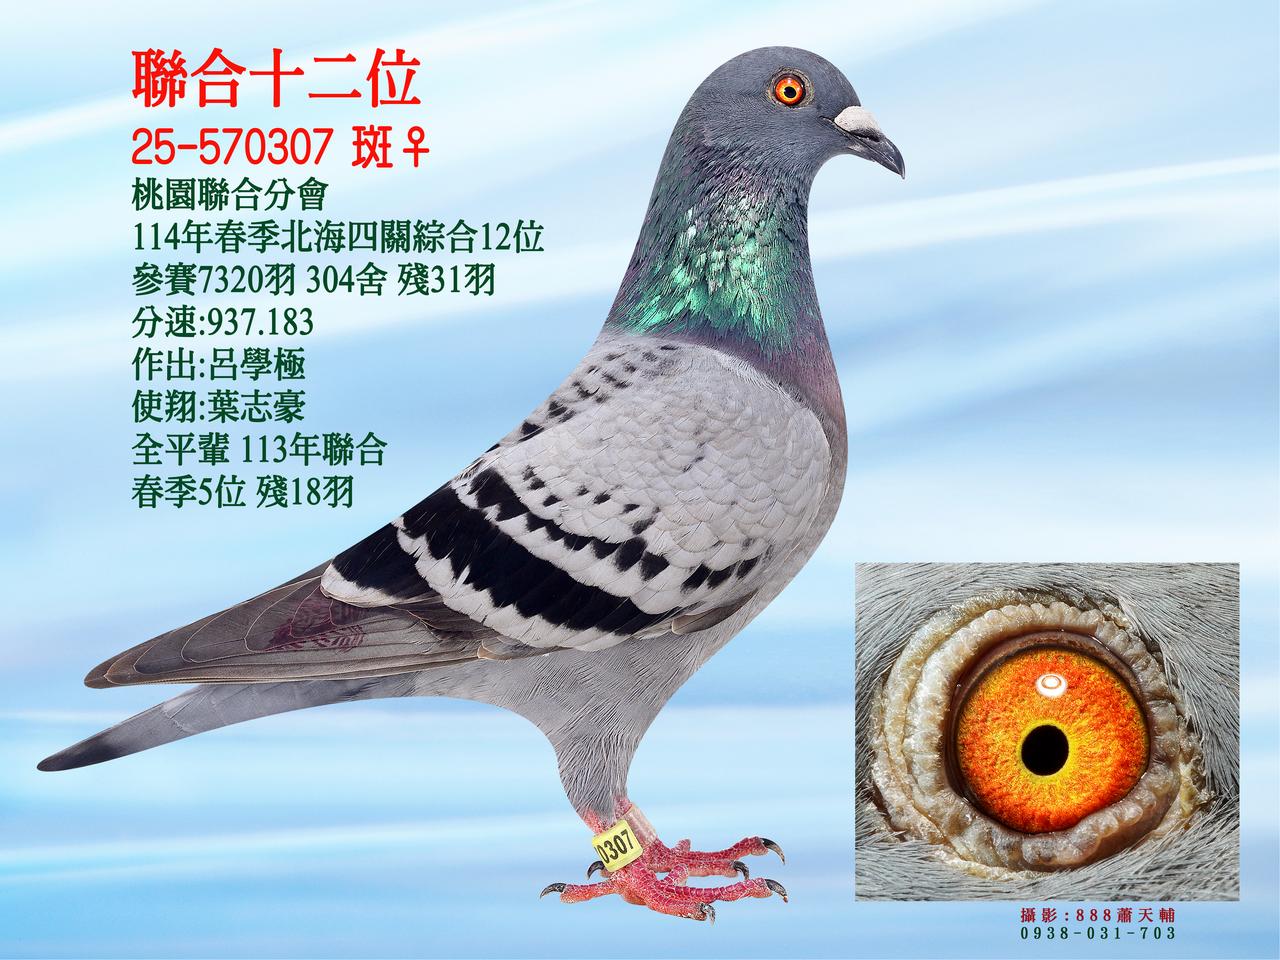 聯合十二位
25-570307 斑♀
桃園聯合分會
114年春季北海四關綜合12位
參賽7320羽 304舍 殘31羽
分速:937.183
作出:呂學極
使翔:葉志豪
全平輩 113年聯合
春季5位 殘18羽
0307
攝影:888蕭天輔
0938-031-703